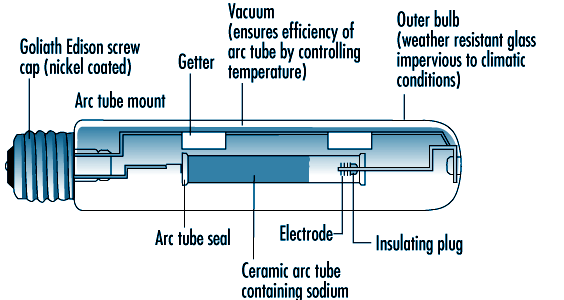 Goliath Edison screw
cap (nickel coated)
Arc tube mount
Getter
Vacuum
(ensures efficiency of
arc tube by controlling
temperature)
Outer bulb
(weather resistant glass
impervious to climatic
conditions)
Arc tube seal
Electrode
Insulating plug
Ceramic arc tube
containing sodium